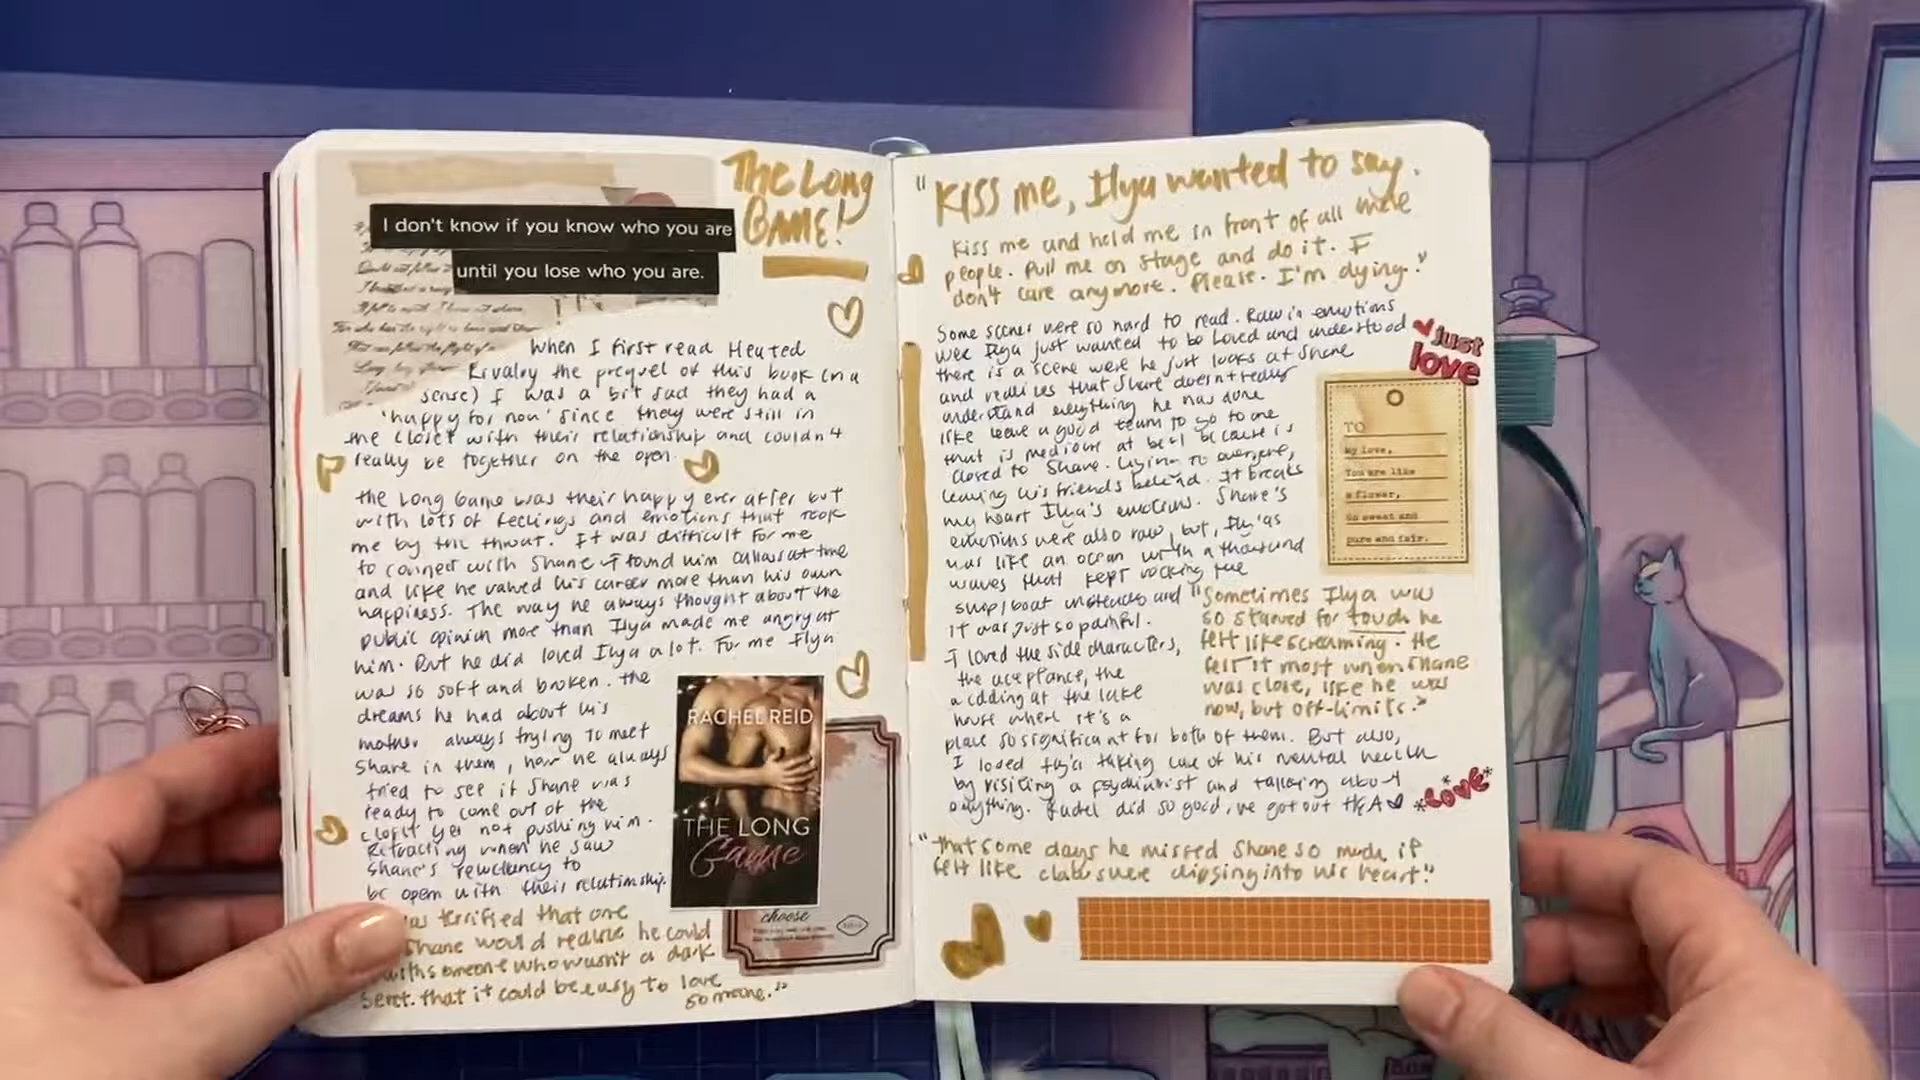 I don't know if you know who you are
until you lose who you are.
THE LONG
GAME!
When I first read Heated
Rivalry the prequel of this book (in a
sense) I was a bit sad they had a
'happy for now' since they were still in
the closet with their relationship and couldn't
really be together on the open.
the Long Game was their happy ever after but
with lots of feelings and emotions that took
me by the throat. It was difficult for me
to connect with Shane I found him callous at time
and like he valued his career more than his own
happiness. The way he always thought about the
public opinion more than Ilya made me angry at
him. But he did loved Ilya a lot. For me Ilya
was so soft and broken. the
dreams he had about his
mother always trying to meet
Shane in them, how he always
tried to see if Shane was
ready to come out of the
closet yet not pushing him.
Retracting when he saw
Shane's
to
be open with their relationship.
terrified that one
Shane would realize he could
someone who wasn't a dark
that it could be easy to love
someone."
RACHEL REID
THE LONG
Game
choose
"KISS me, Ilya wanted to say.
Kiss me and hold me in front of all these
people. Pull me on stage and do it. I
don't care anymore. Please. I'm dying."
Some scenes were so hard to read. Raw in emotions
Ilya just wanted to be loved and understood
there is a scene were he just looks at Shane
and realizes that Shane doesn't really
understand everything he has done
like leave a good team to go to one
that is mediocre at best because is
closed to Shane. Lying to everyone,
leaving his friends behind. It breaks
my heart Ilya's emotions. Shane's
emotions were also raw, but, Ilya's
was like an ocean with a thousand
waves that kept rocking the
ship/boat and
it was just so painful.
I loved the side characters,
the aceptance, the
wedding at the lake
house where it's a
place so significant for both of them. But also,
I loved Ilya taking care of his mental health
by visiting a psychiatrist and talking about
anything. Rachel did so good, we got out HEA
just
love
TO
My love,
You are like
a flower,
So sweet and
pure and fair.
"Sometimes Ilya was
so starved for touch he
felt like screaming. He
felt it most when Shane
was close, like he was
now, but off-limits."
*LOVE*
"that some days he missed Shane so much it
felt like claws were digging into his heart."